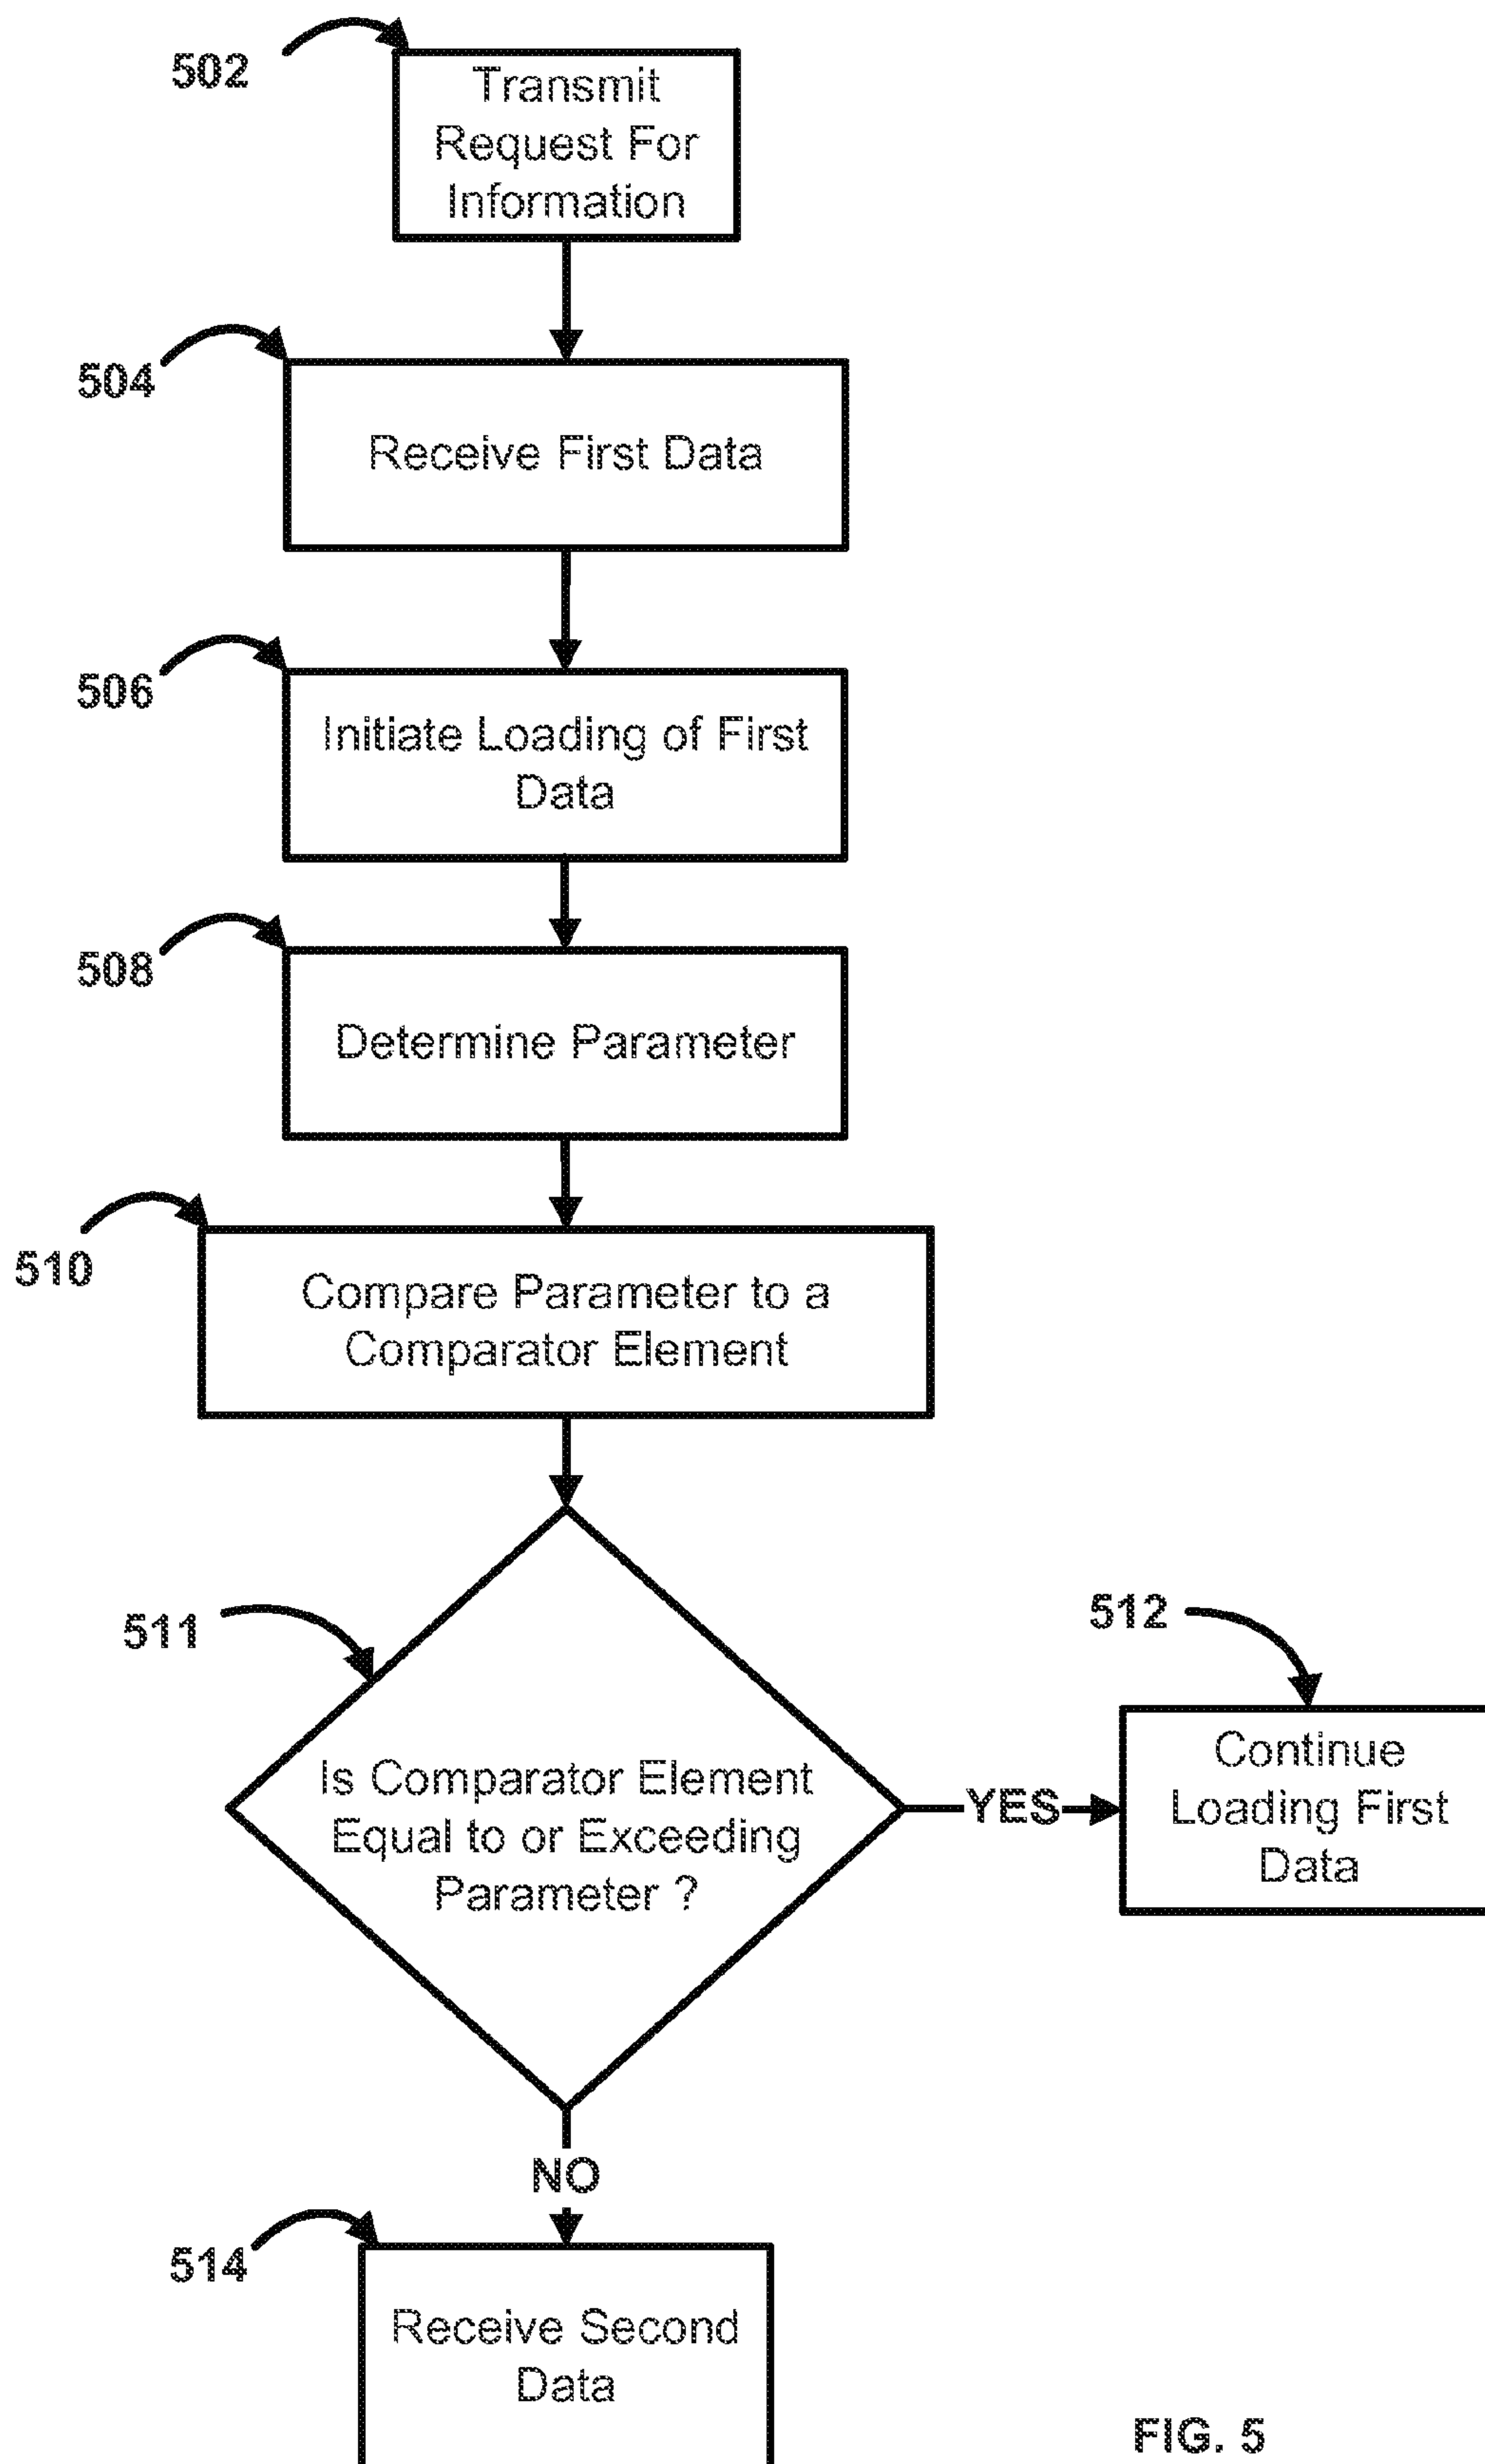 502
Transmit
Request For
Information
504
Receive First Data
506
Initiate Loading of First
Data
508
Determine Parameter
510
Compare Parameter to a
Comparator Element
511
Is Comparator Element
Equal to or Exceeding
Parameter ?
YES
512
Continue
Loading First
Data
NO
514
Receive Second
Data
FIG. 5